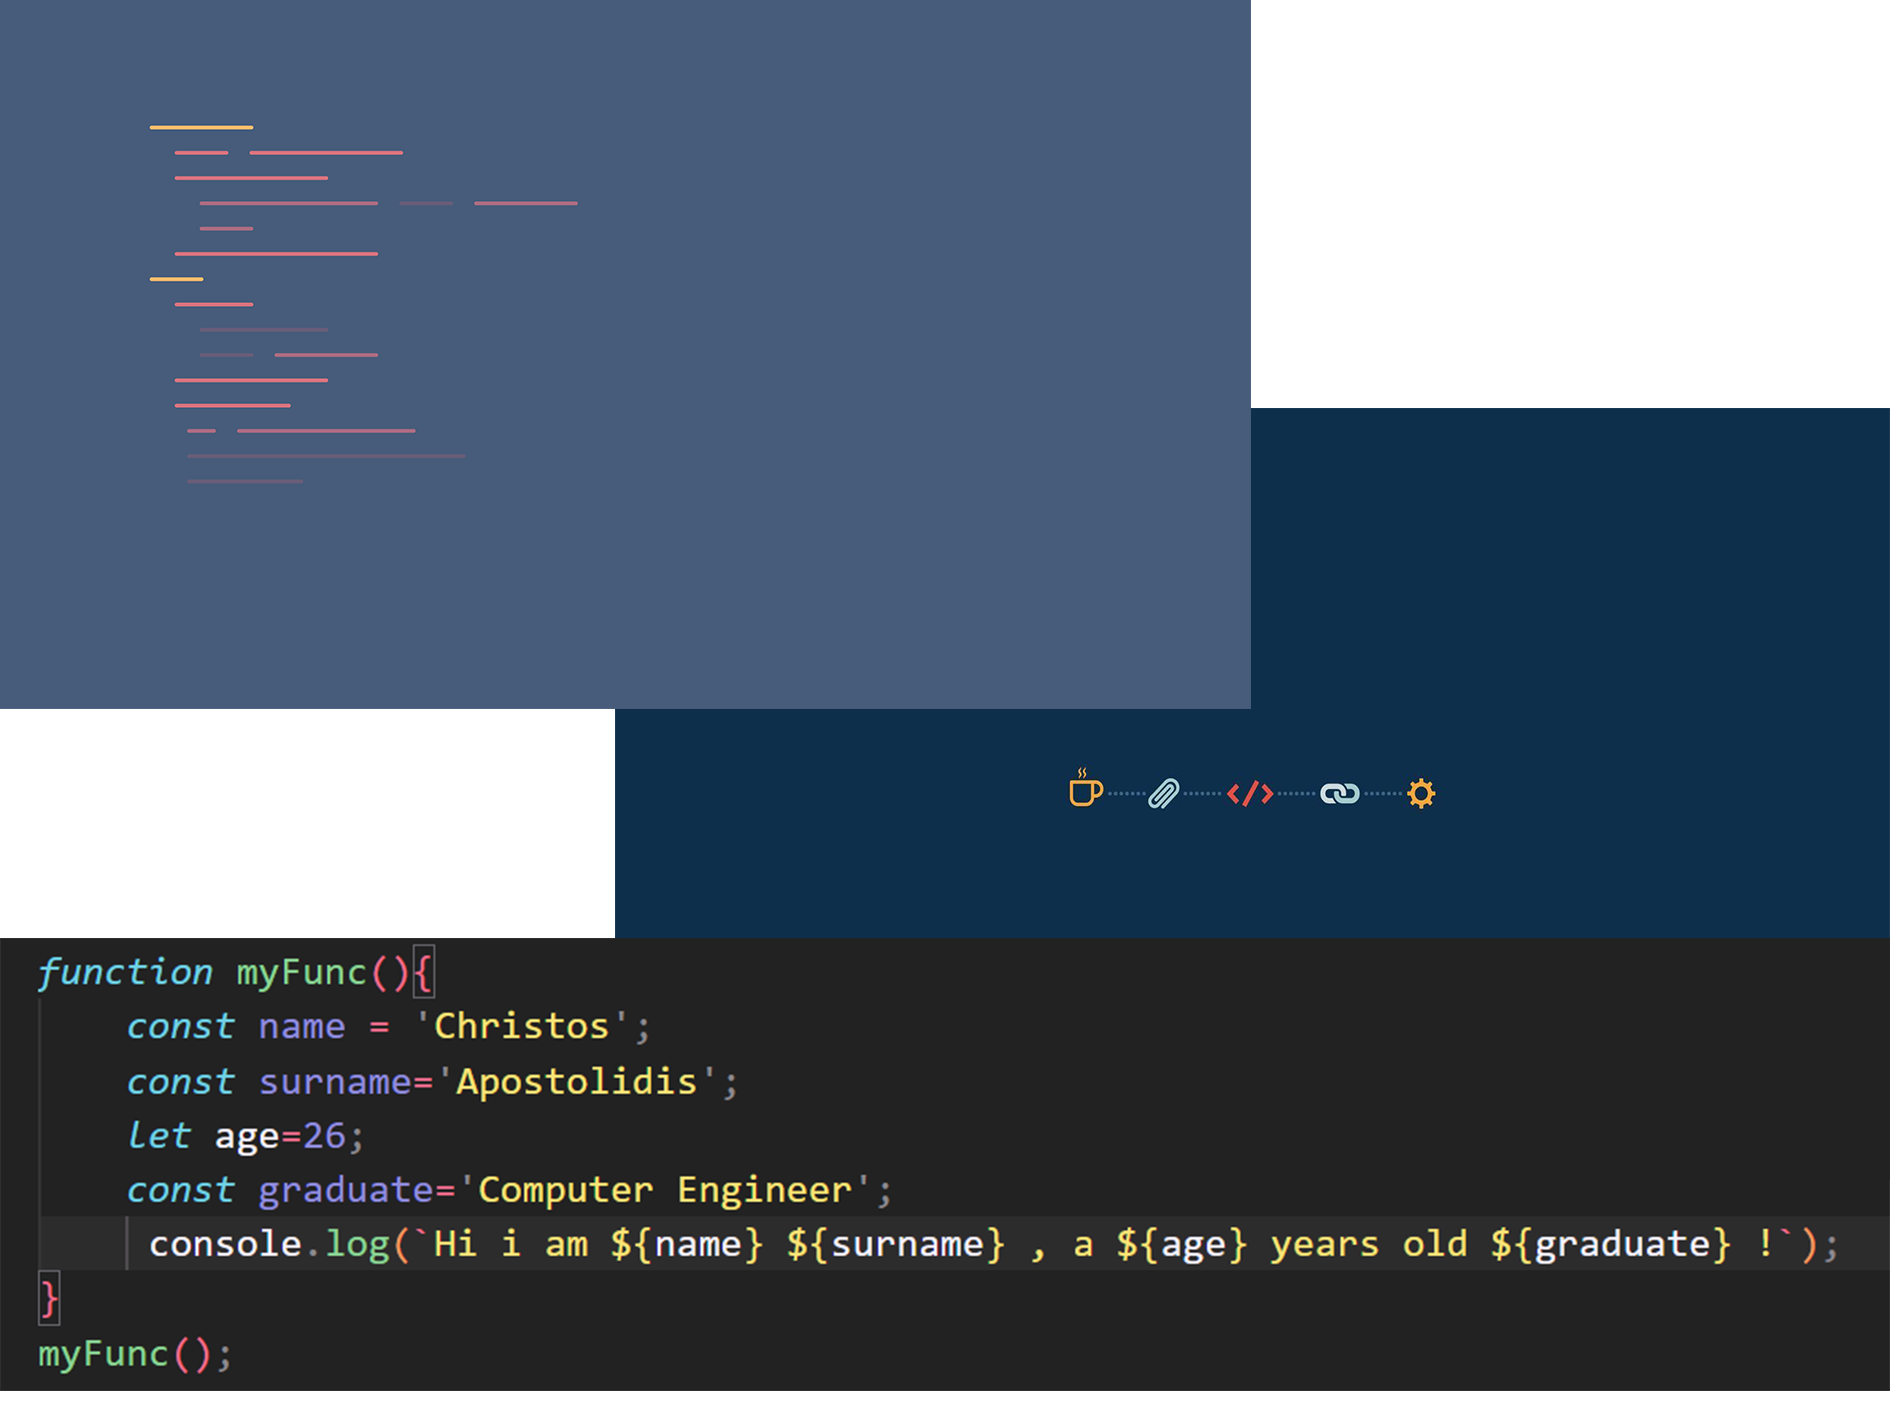 function myFunc(){
const name = 'Christos';
const surname='Apostolidis';
let age=26;
const graduate='Computer Engineer';
console.log(`Hi i am ${name} ${surname} , a ${age} years old ${graduate} !`);
}
myFunc();